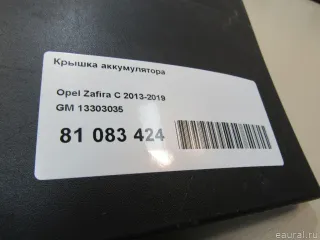 Крышка аккумулятора
Opel Zafira C 2013-2019
GM 13303035
81 083 424
eaural.ru